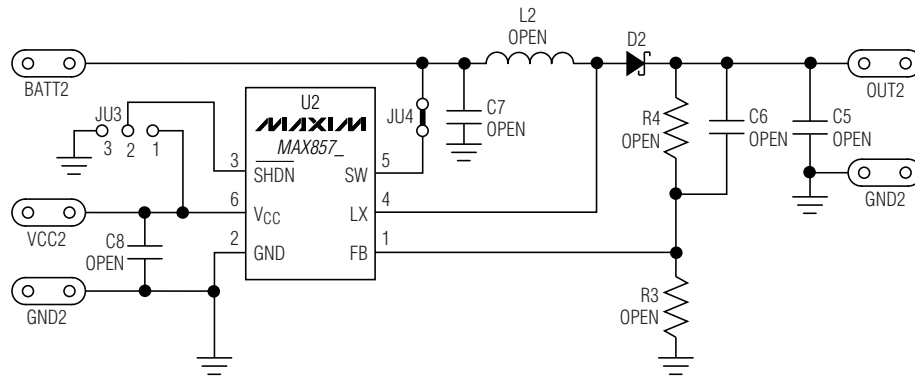 L2
OPEN
D2
BATT2
OUT2
U2
MAXIM
MAX857_
JU3
3
2
1
JU4
C7
OPEN
R4
OPEN
C6
OPEN
C5
OPEN
3
SHDN
SW
5
GND2
6
VCC
LX
4
VCC2
C8
OPEN
2
GND
FB
1
GND2
R3
OPEN